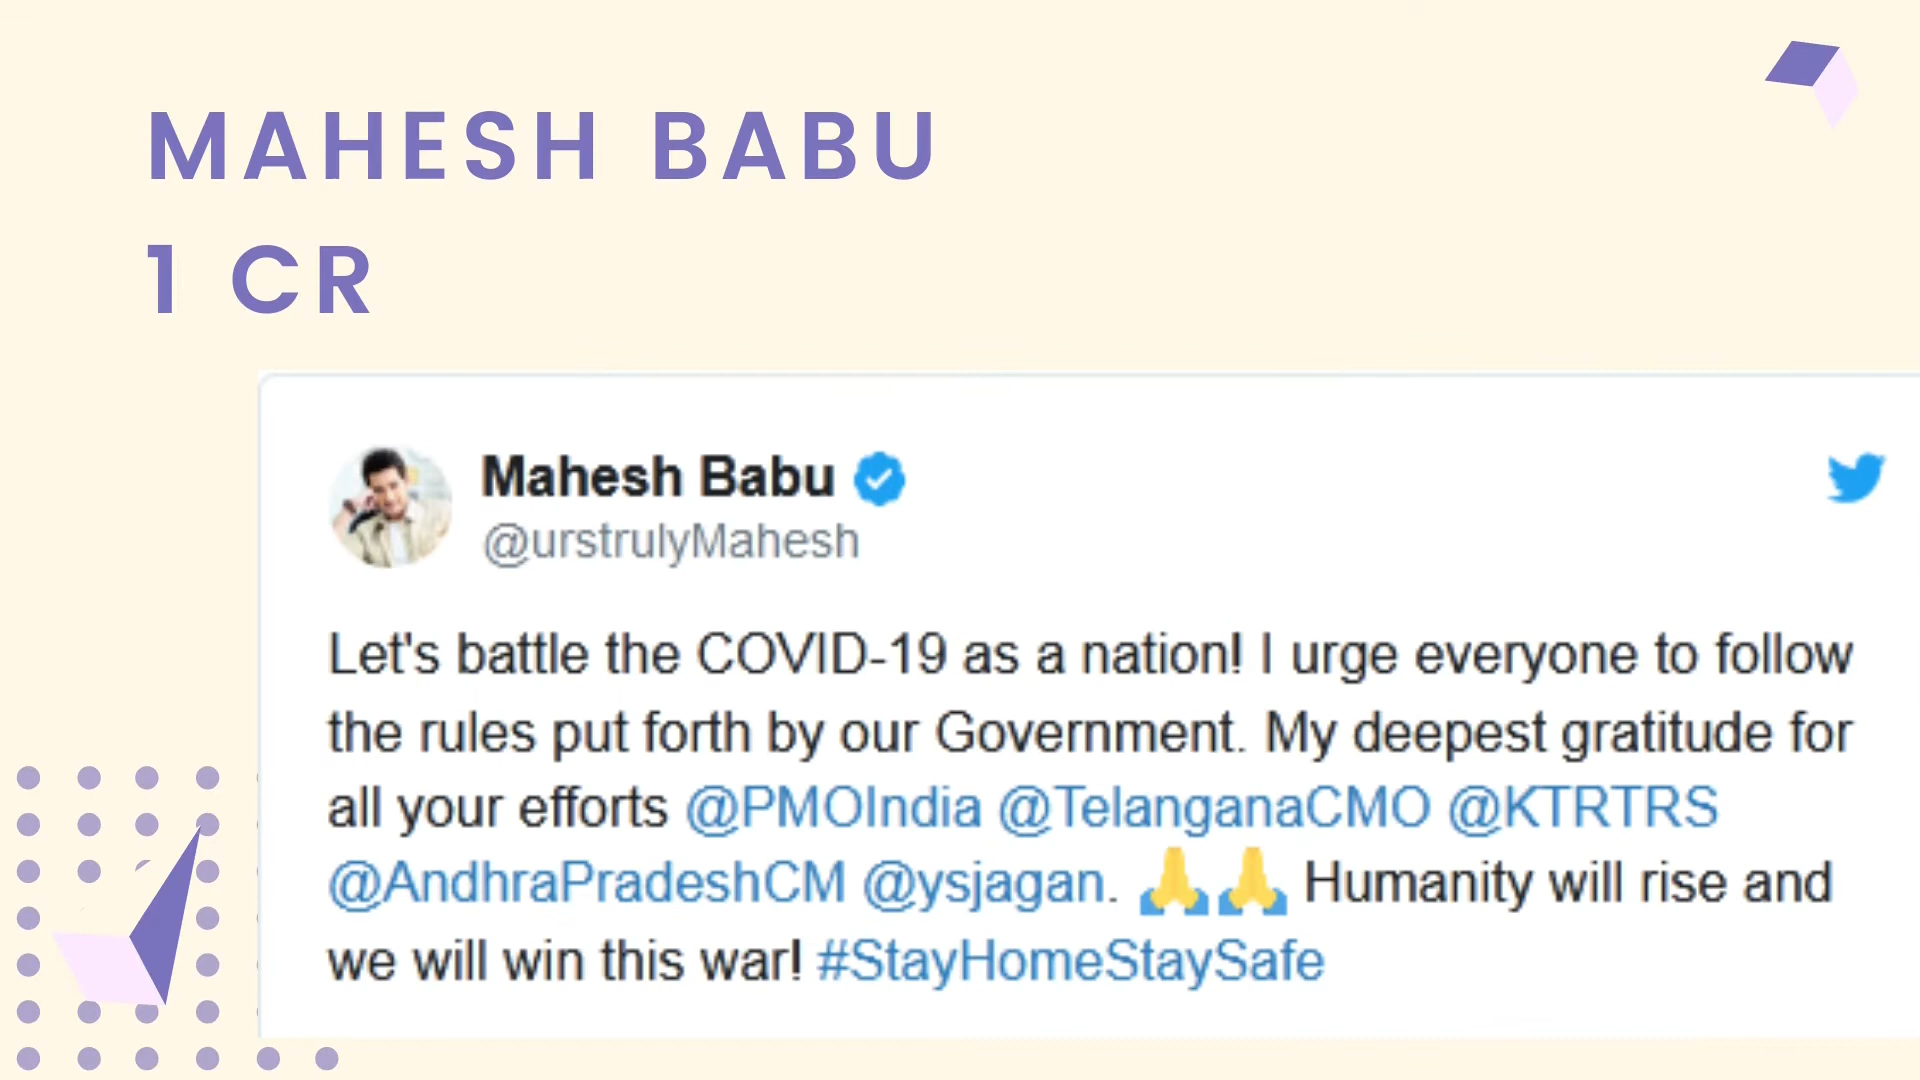 MAHESH BABU
1 CR
Mahesh Babu
@urstrulyMahesh
Let's battle the COVID-19 as a nation! I urge everyone to follow
the rules put forth by our Government. My deepest gratitude for
all your efforts @PMOIndia @TelanganaCMO @KTRTRS
@AndhraPradeshCM @ysjagan. 🙏🙏 Humanity will rise and
we will win this war! #StayHomeStaySafe